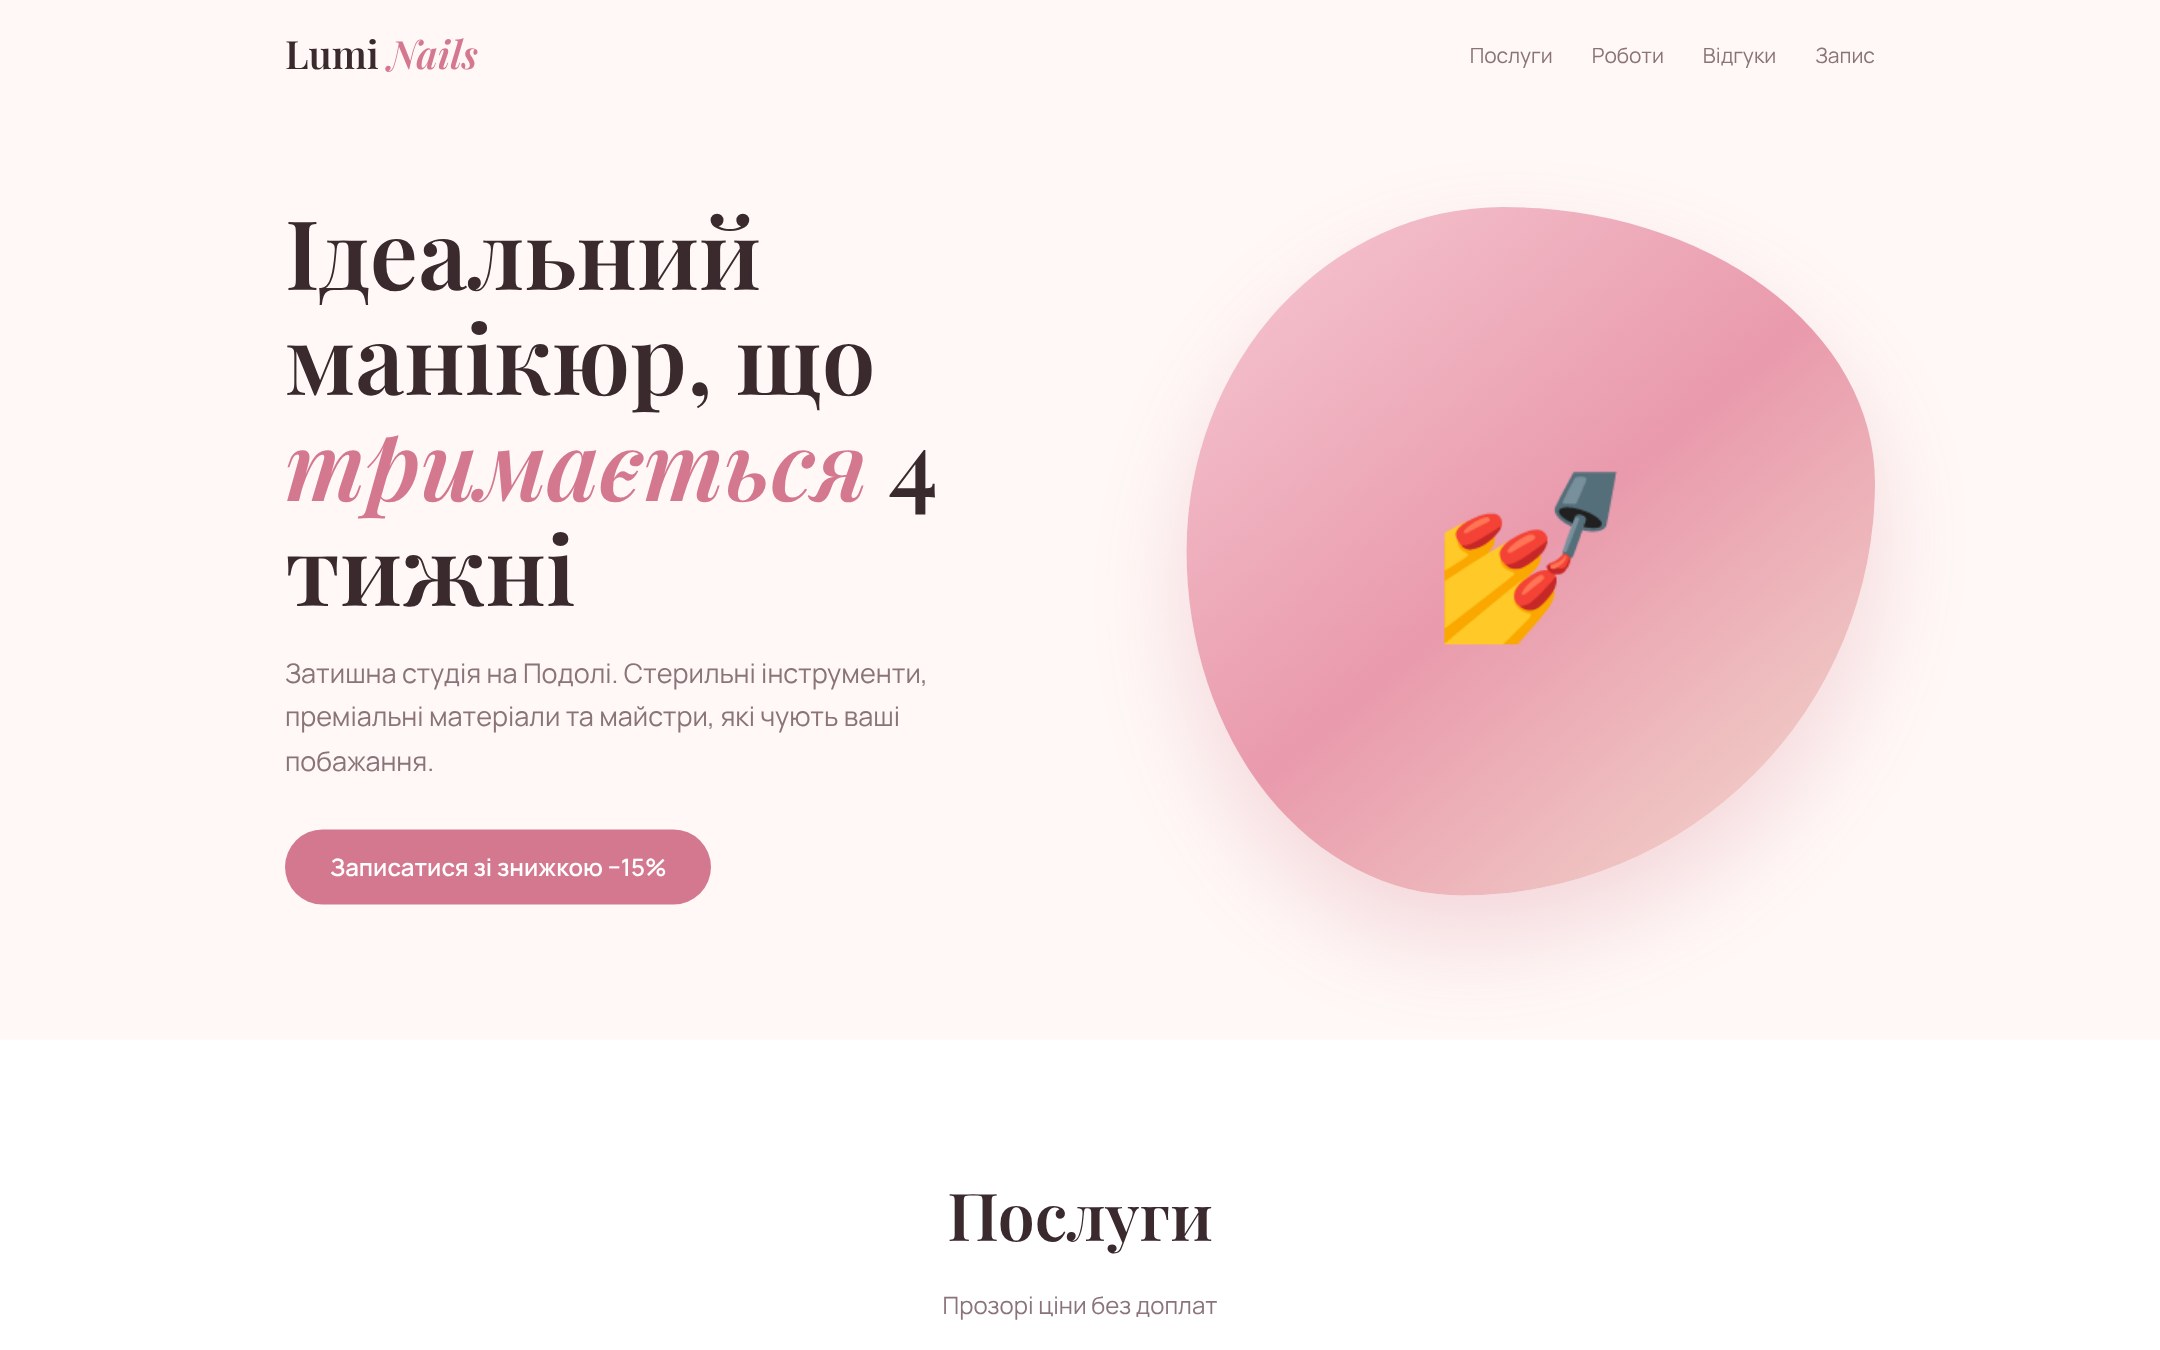 Lumi Nails
Послуги Роботи Відгуки Запис
Ідеальний
манікюр, що
тримається 4
тижні
Затишна студія на Подолі. Стерильні інструменти,
преміальні матеріали та майстри, які чують ваші
побажання.
Записатися зі знижкою −15%
Послуги
Прозорі ціни без доплат